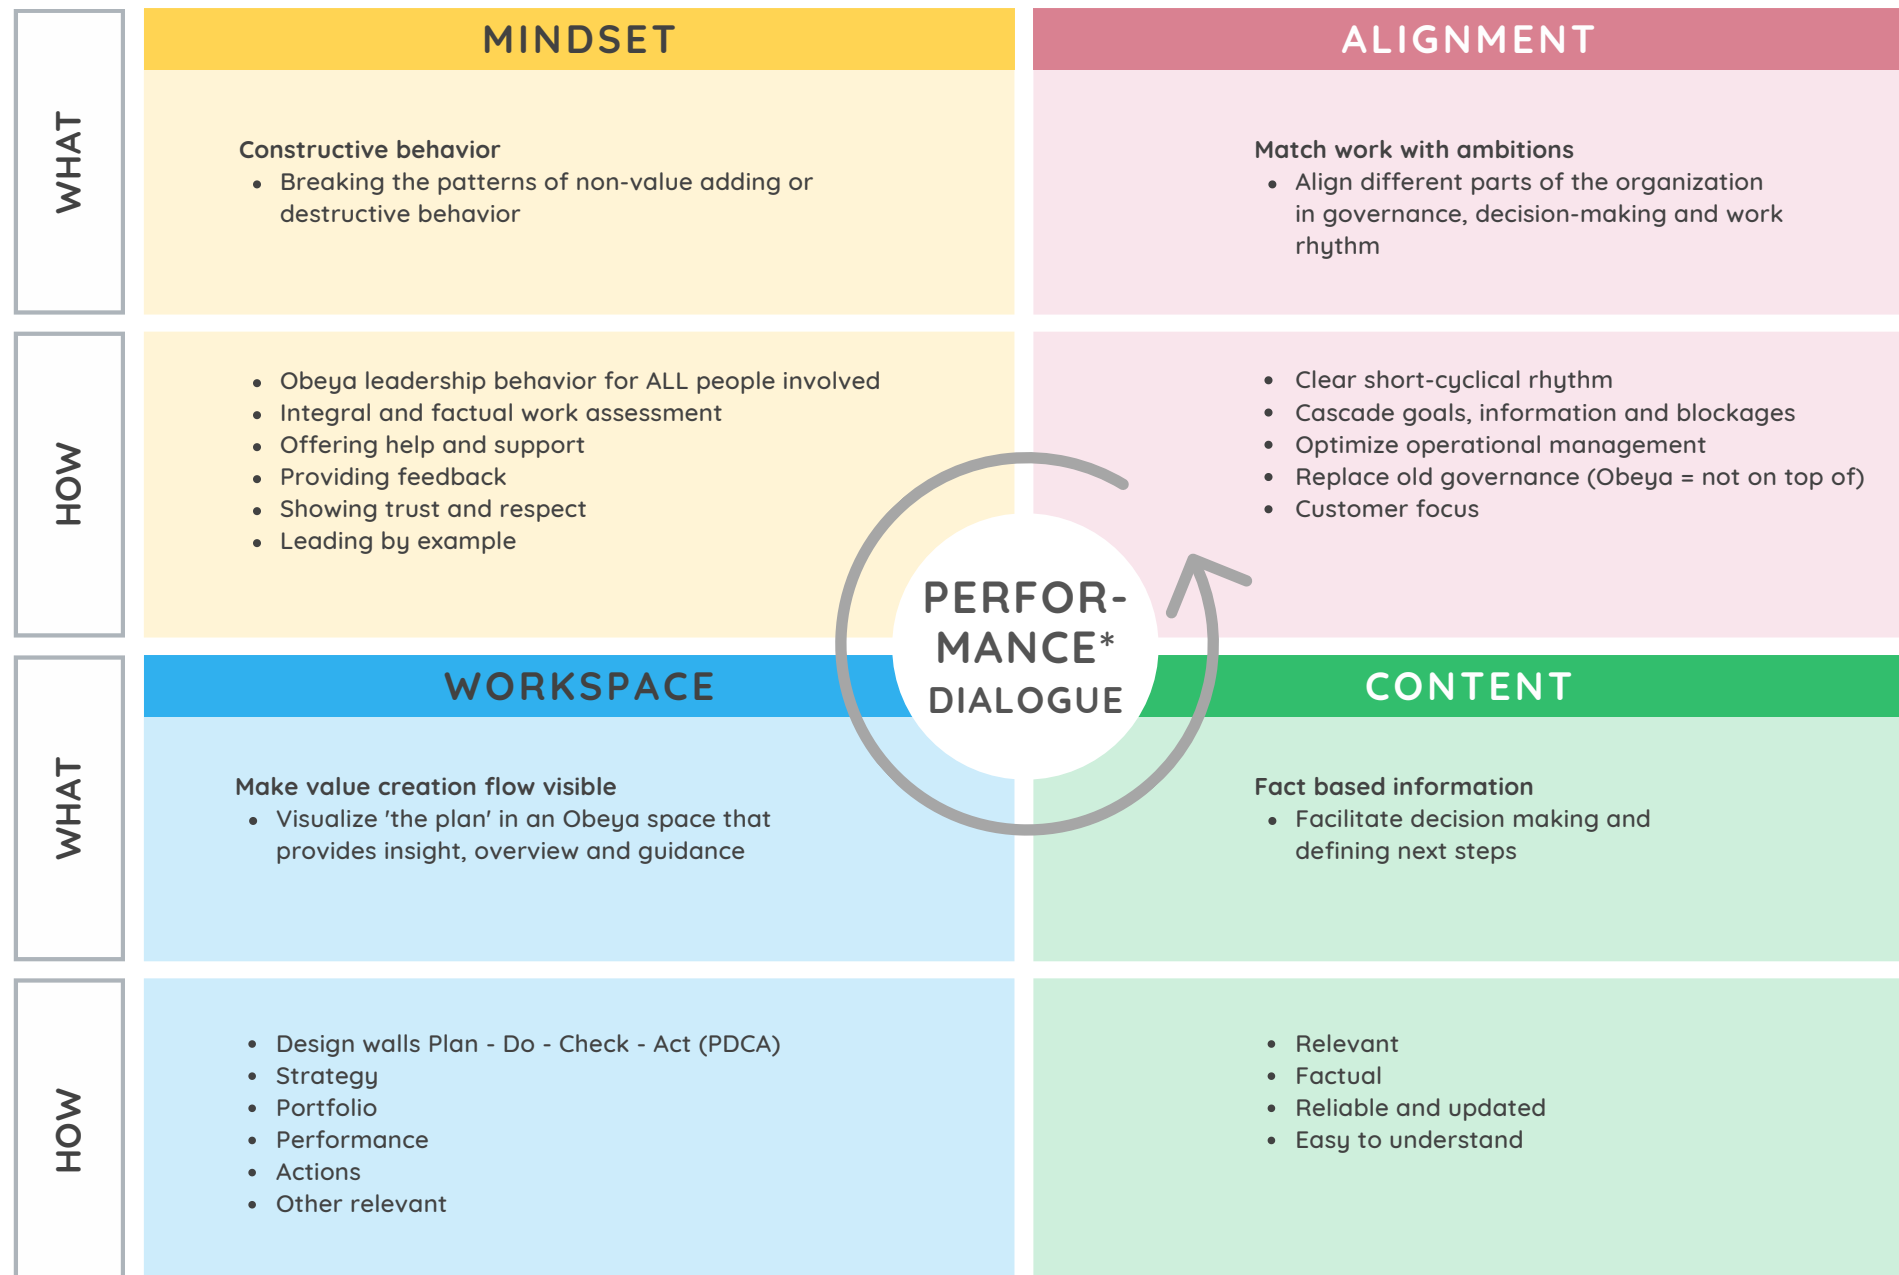 MINDSET
WHAT
Constructive behavior
• Breaking the patterns of non-value adding or
destructive behavior
HOW
• Obeya leadership behavior for ALL people involved
• Integral and factual work assessment
• Offering help and support
• Providing feedback
• Showing trust and respect
• Leading by example
ALIGNMENT
Match work with ambitions
• Align different parts of the organization
in governance, decision-making and work
rhythm
• Clear short-cyclical rhythm
• Cascade goals, information and blockages
• Optimize operational management
• Replace old governance (Obeya = not on top of)
• Customer focus
PERFOR-
MANCE*
DIALOGUE
WORKSPACE
WHAT
Make value creation flow visible
• Visualize 'the plan' in an Obeya space that
provides insight, overview and guidance
HOW
• Design walls Plan - Do - Check - Act (PDCA)
• Strategy
• Portfolio
• Performance
• Actions
• Other relevant
CONTENT
Fact based information
• Facilitate decision making and
defining next steps
• Relevant
• Factual
• Reliable and updated
• Easy to understand